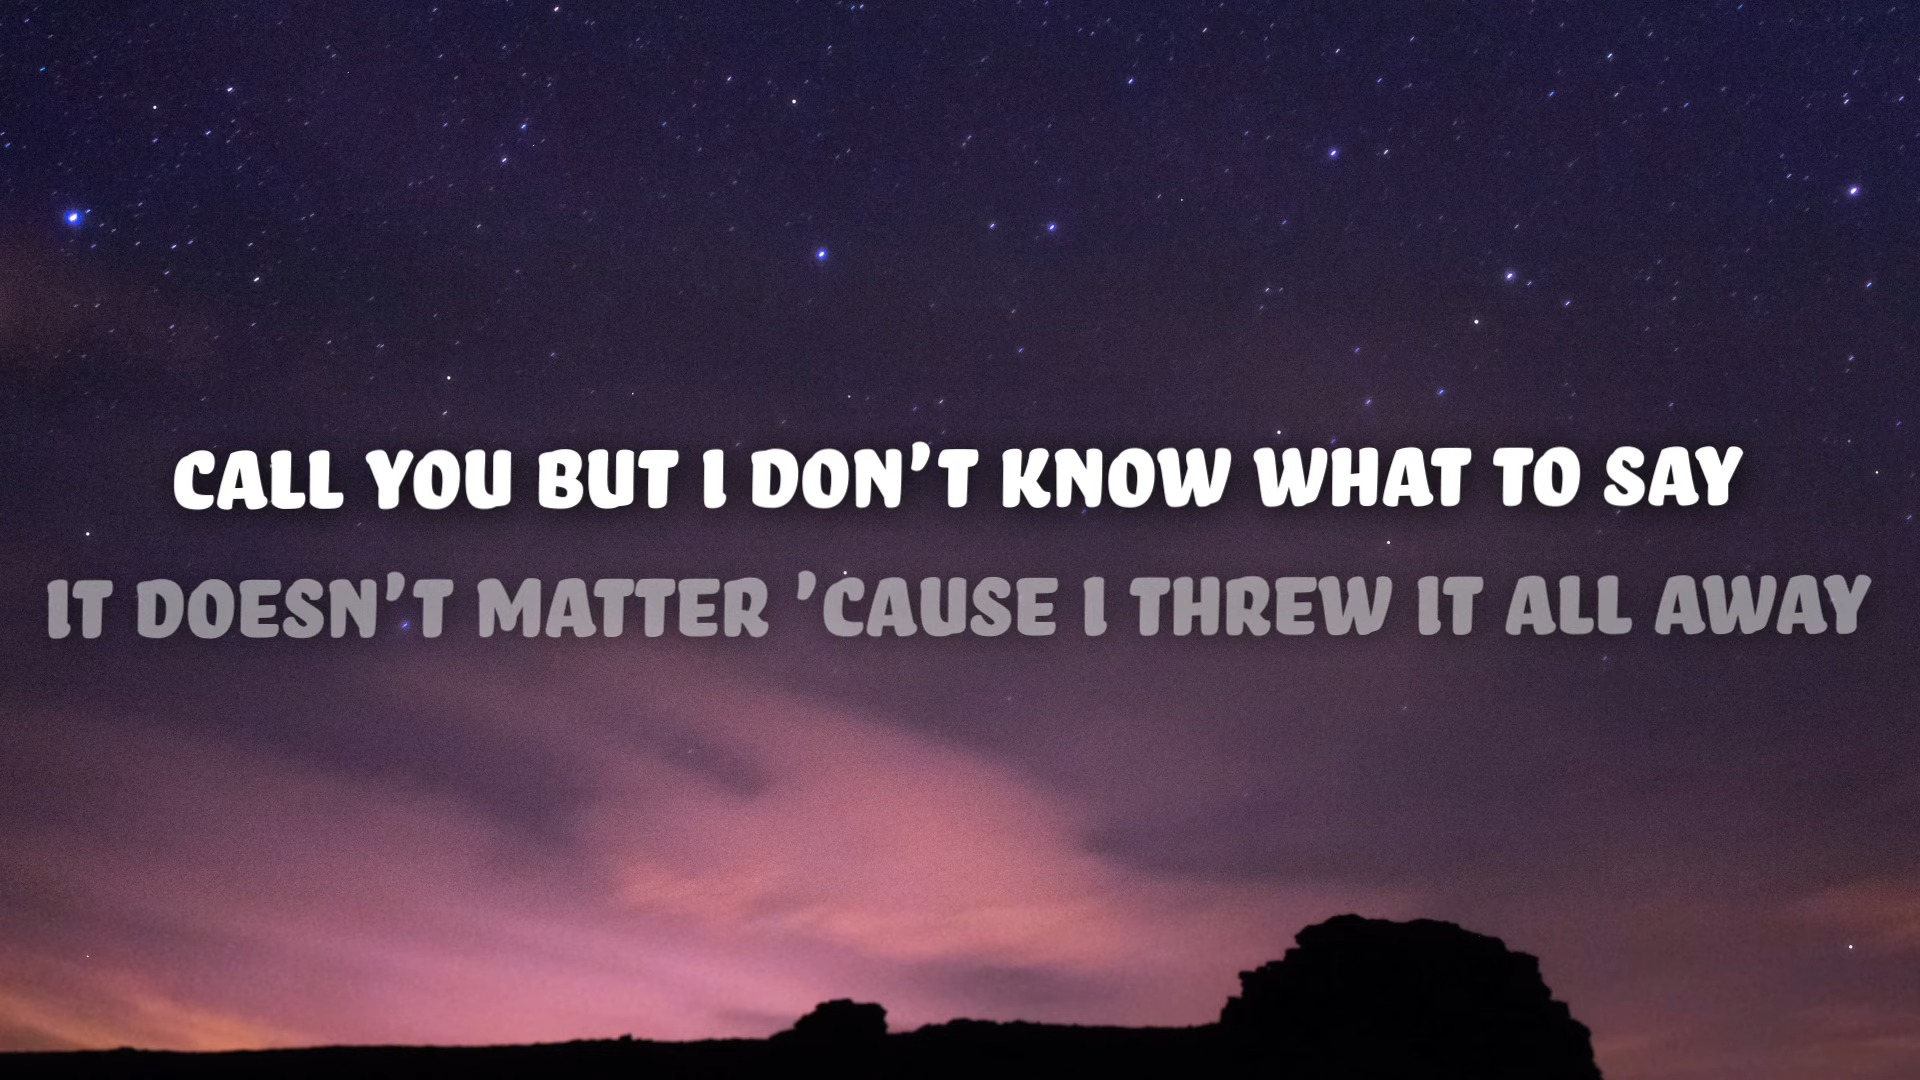 CALL YOU BUT I DON'T KNOW WHAT TO SAY
IT DOESN'T MATTER 'CAUSE I THREW IT ALL AWAY